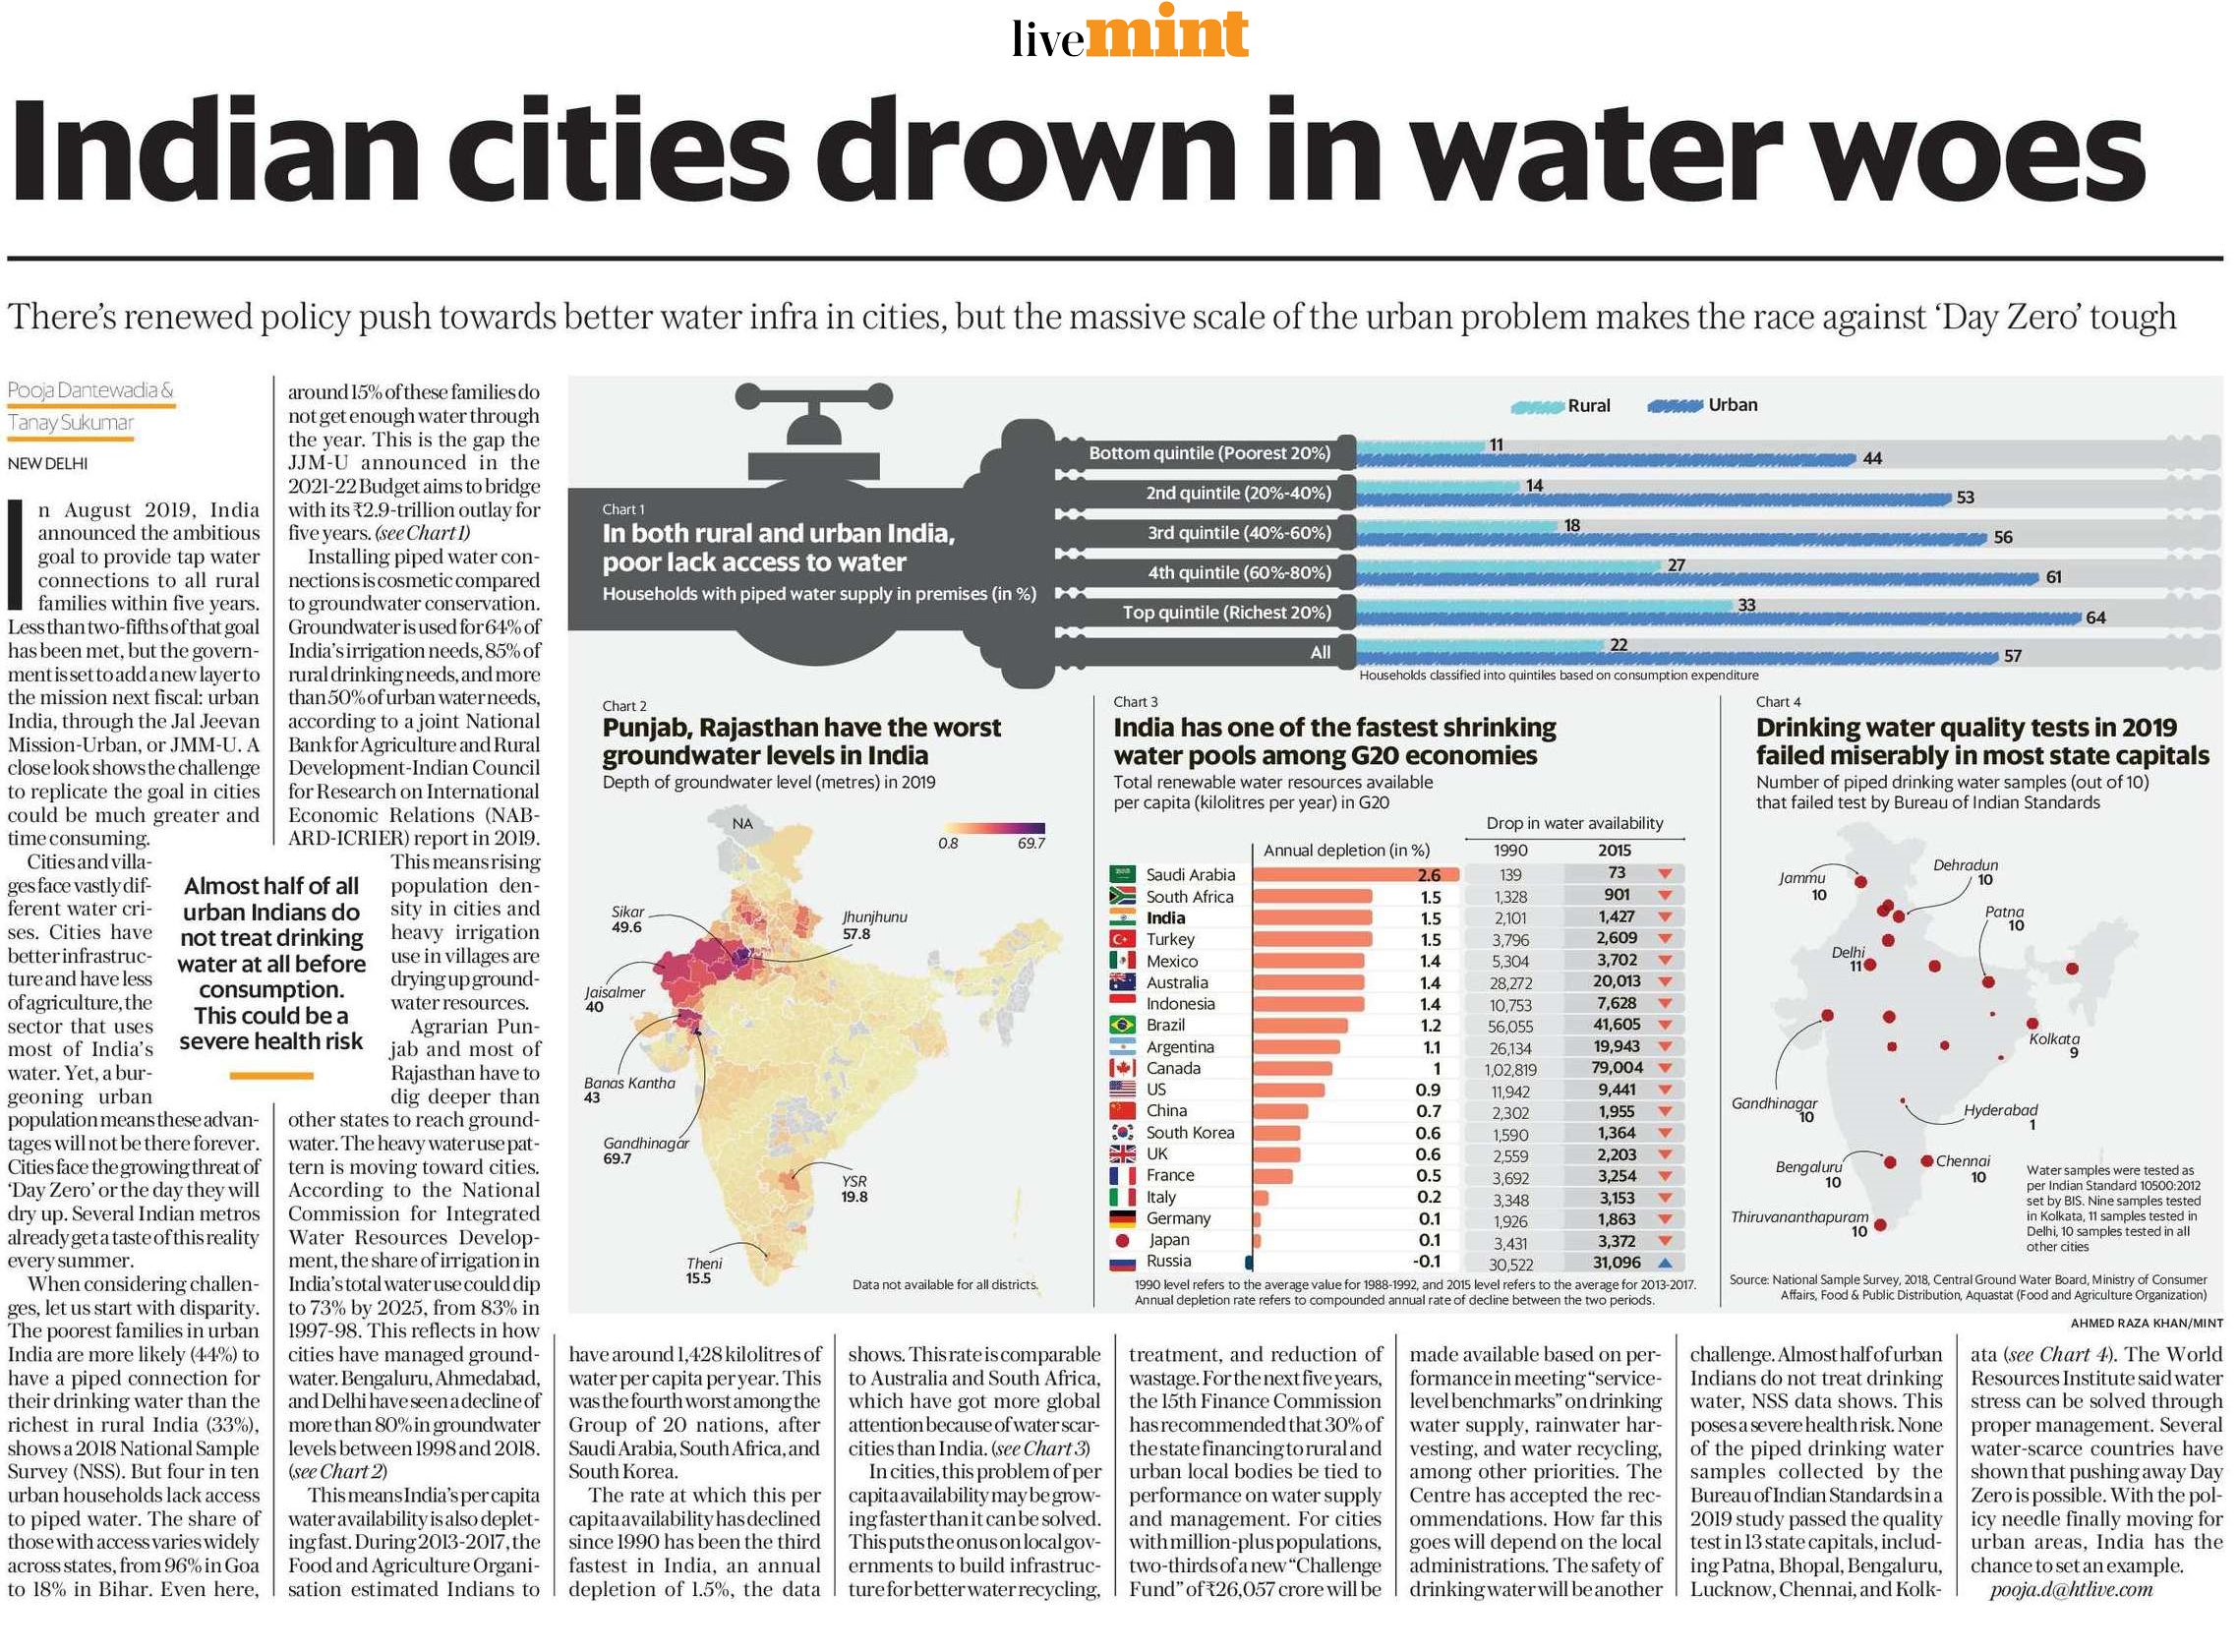 livemint
Indian cities drown in water woes
There's renewed policy push towards better water infra in cities, but the massive scale of the urban problem makes the race against 'Day Zero' tough
Pooja Dantewadia &
Tanay Sukumar
NEW DELHI
In August 2019, India
announced the ambitious
goal to provide tap water
connections to all rural
families within five years.
Less than two-fifths of that goal
has been met, but the govern-
ment is set to add a new layer to
the mission next fiscal: urban
India, through the Jal Jeevan
Mission-Urban, or JMM-U. A
close look shows the challenge
to replicate the goal in cities
could be much greater and
time consuming.
Cities and villa-
ges face vastly dif-
ferent water cri-
ses. Cities have
better infrastruc-
ture and have less
of agriculture, the
sector that uses
most of India's
water. Yet, a bur-
geoning urban
population means these advan-
tages will not be there forever.
Cities face the growing threat of
'Day Zero' or the day they will
dry up. Several Indian metros
already get a taste of this reality
every summer.
When considering challen-
ges, let us start with disparity.
The poorest families in urban
India are more likely (44%) to
have a piped connection for
their drinking water than the
richest in rural India (33%),
shows a 2018 National Sample
Survey (NSS). But four in ten
urban households lack access
to piped water. The share of
those with access varies widely
across states, from 96% in Goa
to 18% in Bihar. Even here,
around 15% of these families do
not get enough water through
the year. This is the gap the
JJM-U announced in the
2021-22 Budget aims to bridge
with its ₹2.9-trillion outlay for
five years. (see Chart 1)
Installing piped water con-
nections is cosmetic compared
to groundwater conservation.
Groundwater is used for 64% of
India's irrigation needs, 85% of
rural drinking needs, and more
than 50% of urban water needs,
according to a joint National
Bank for Agriculture and Rural
Development-Indian Council
for Research on International
Economic Relations (NAB-
ARD-ICRIER) report in 2019.
This means rising
population den-
sity in cities and
heavy irrigation
use in villages are
drying up ground-
water resources.
Agrarian Pun-
jab and most of
Rajasthan have to
dig deeper than
other states to reach ground-
water. The heavy water use pat-
tern is moving toward cities.
According to the National
Commission for Integrated
Water Resources Develop-
ment, the share of irrigation in
India's total water use could dip
to 73% by 2025, from 83% in
1997-98. This reflects in how
cities have managed ground-
water. Bengaluru, Ahmedabad,
and Delhi have seen a decline of
more than 80% in groundwater
levels between 1998 and 2018.
(see Chart 2)
This means India's per capita
water availability is also deplet-
ing fast. During 2013-2017, the
Food and Agriculture Organi-
sation estimated Indians to
Almost half of all
urban Indians do
not treat drinking
water at all before
consumption.
This could be a
severe health risk
Chart 1
In both rural and urban India,
poor lack access to water
Households with piped water supply in premises (in %)
Rural Urban
Bottom quintile (Poorest 20%) 11 44
2nd quintile (20%-40%) 14 53
3rd quintile (40%-60%) 18 56
4th quintile (60%-80%) 27 61
Top quintile (Richest 20%) 33 64
All 22 57
Households classified into quintiles based on consumption expenditure
Chart 2
Punjab, Rajasthan have the worst
groundwater levels in India
Depth of groundwater level (metres) in 2019
NA
0.8 69.7
Sikar
49.6
Jhunjhunu
57.8
Jaisalmer
40
Banas Kantha
43
Gandhinagar
69.7
YSR
19.8
Theni
15.5
Data not available for all districts.
Chart 3
India has one of the fastest shrinking
water pools among G20 economies
Total renewable water resources available
per capita (kilolitres per year) in G20
Drop in water availability
Annual depletion (in %) 1990 2015
Saudi Arabia 2.6 139 73
South Africa 1.5 1,328 901
India 1.5 2,101 1,427
Turkey 1.5 3,796 2,609
Mexico 1.4 5,304 3,702
Australia 1.4 28,272 20,013
Indonesia 1.4 10,753 7,628
Brazil 1.2 56,055 41,605
Argentina 1.1 26,134 19,943
Canada 1 1,02,819 79,004
US 0.9 11,942 9,441
China 0.7 2,302 1,955
South Korea 0.6 1,590 1,364
UK 0.6 2,559 2,203
France 0.5 3,692 3,254
Italy 0.2 3,348 3,153
Germany 0.1 1,926 1,863
Japan 0.1 3,431 3,372
Russia -0.1 30,522 31,096
1990 level refers to the average value for 1988-1992, and 2015 level refers to the average for 2013-2017.
Annual depletion rate refers to compounded annual rate of decline between the two periods.
Chart 4
Drinking water quality tests in 2019
failed miserably in most state capitals
Number of piped drinking water samples (out of 10)
that failed test by Bureau of Indian Standards
Jammu
10
Dehradun
10
Patna
10
Delhi
11
Kolkata
9
Gandhinagar
10
Hyderabad
1
Bengaluru
10
Chennai
10
Thiruvananthapuram
10
Water samples were tested as
per Indian Standard 10500:2012
set by BIS. Nine samples tested
in Kolkata, 11 samples tested in
Delhi, 10 samples tested in all
other cities
Source: National Sample Survey, 2018, Central Ground Water Board, Ministry of Consumer
Affairs, Food & Public Distribution, Aquastat (Food and Agriculture Organization)
AHMED RAZA KHAN/MINT
have around 1,428 kilolitres of
water per capita per year. This
was the fourth worst among the
Group of 20 nations, after
Saudi Arabia, South Africa, and
South Korea.
The rate at which this per
capita availability has declined
since 1990 has been the third
fastest in India, an annual
depletion of 1.5%, the data
shows. This rate is comparable
to Australia and South Africa,
which have got more global
attention because of water scar-
cities than India. (see Chart 3)
In cities, this problem of per
capita availability may be grow-
ing faster than it can be solved.
This puts the onus on local gov-
ernments to build infrastruc-
ture for better water recycling,
treatment, and reduction of
wastage. For the next five years,
the 15th Finance Commission
has recommended that 30% of
the state financing to rural and
urban local bodies be tied to
performance on water supply
and management. For cities
with million-plus populations,
two-thirds of a new "Challenge
Fund" of ₹26,057 crore will be
made available based on per-
formance in meeting "service-
level benchmarks" on drinking
water supply, rainwater har-
vesting, and water recycling,
among other priorities. The
Centre has accepted the rec-
ommendations. How far this
goes will depend on the local
administrations. The safety of
drinking water will be another
challenge. Almost half of urban
Indians do not treat drinking
water, NSS data shows. This
poses a severe health risk. None
of the piped drinking water
samples collected by the
Bureau of Indian Standards in a
2019 study passed the quality
test in 13 state capitals, includ-
ing Patna, Bhopal, Bengaluru,
Lucknow, Chennai, and Kolk-
ata (see Chart 4). The World
Resources Institute said water
stress can be solved through
proper management. Several
water-scarce countries have
shown that pushing away Day
Zero is possible. With the pol-
icy needle finally moving for
urban areas, India has the
chance to set an example.
pooja.d@htlive.com